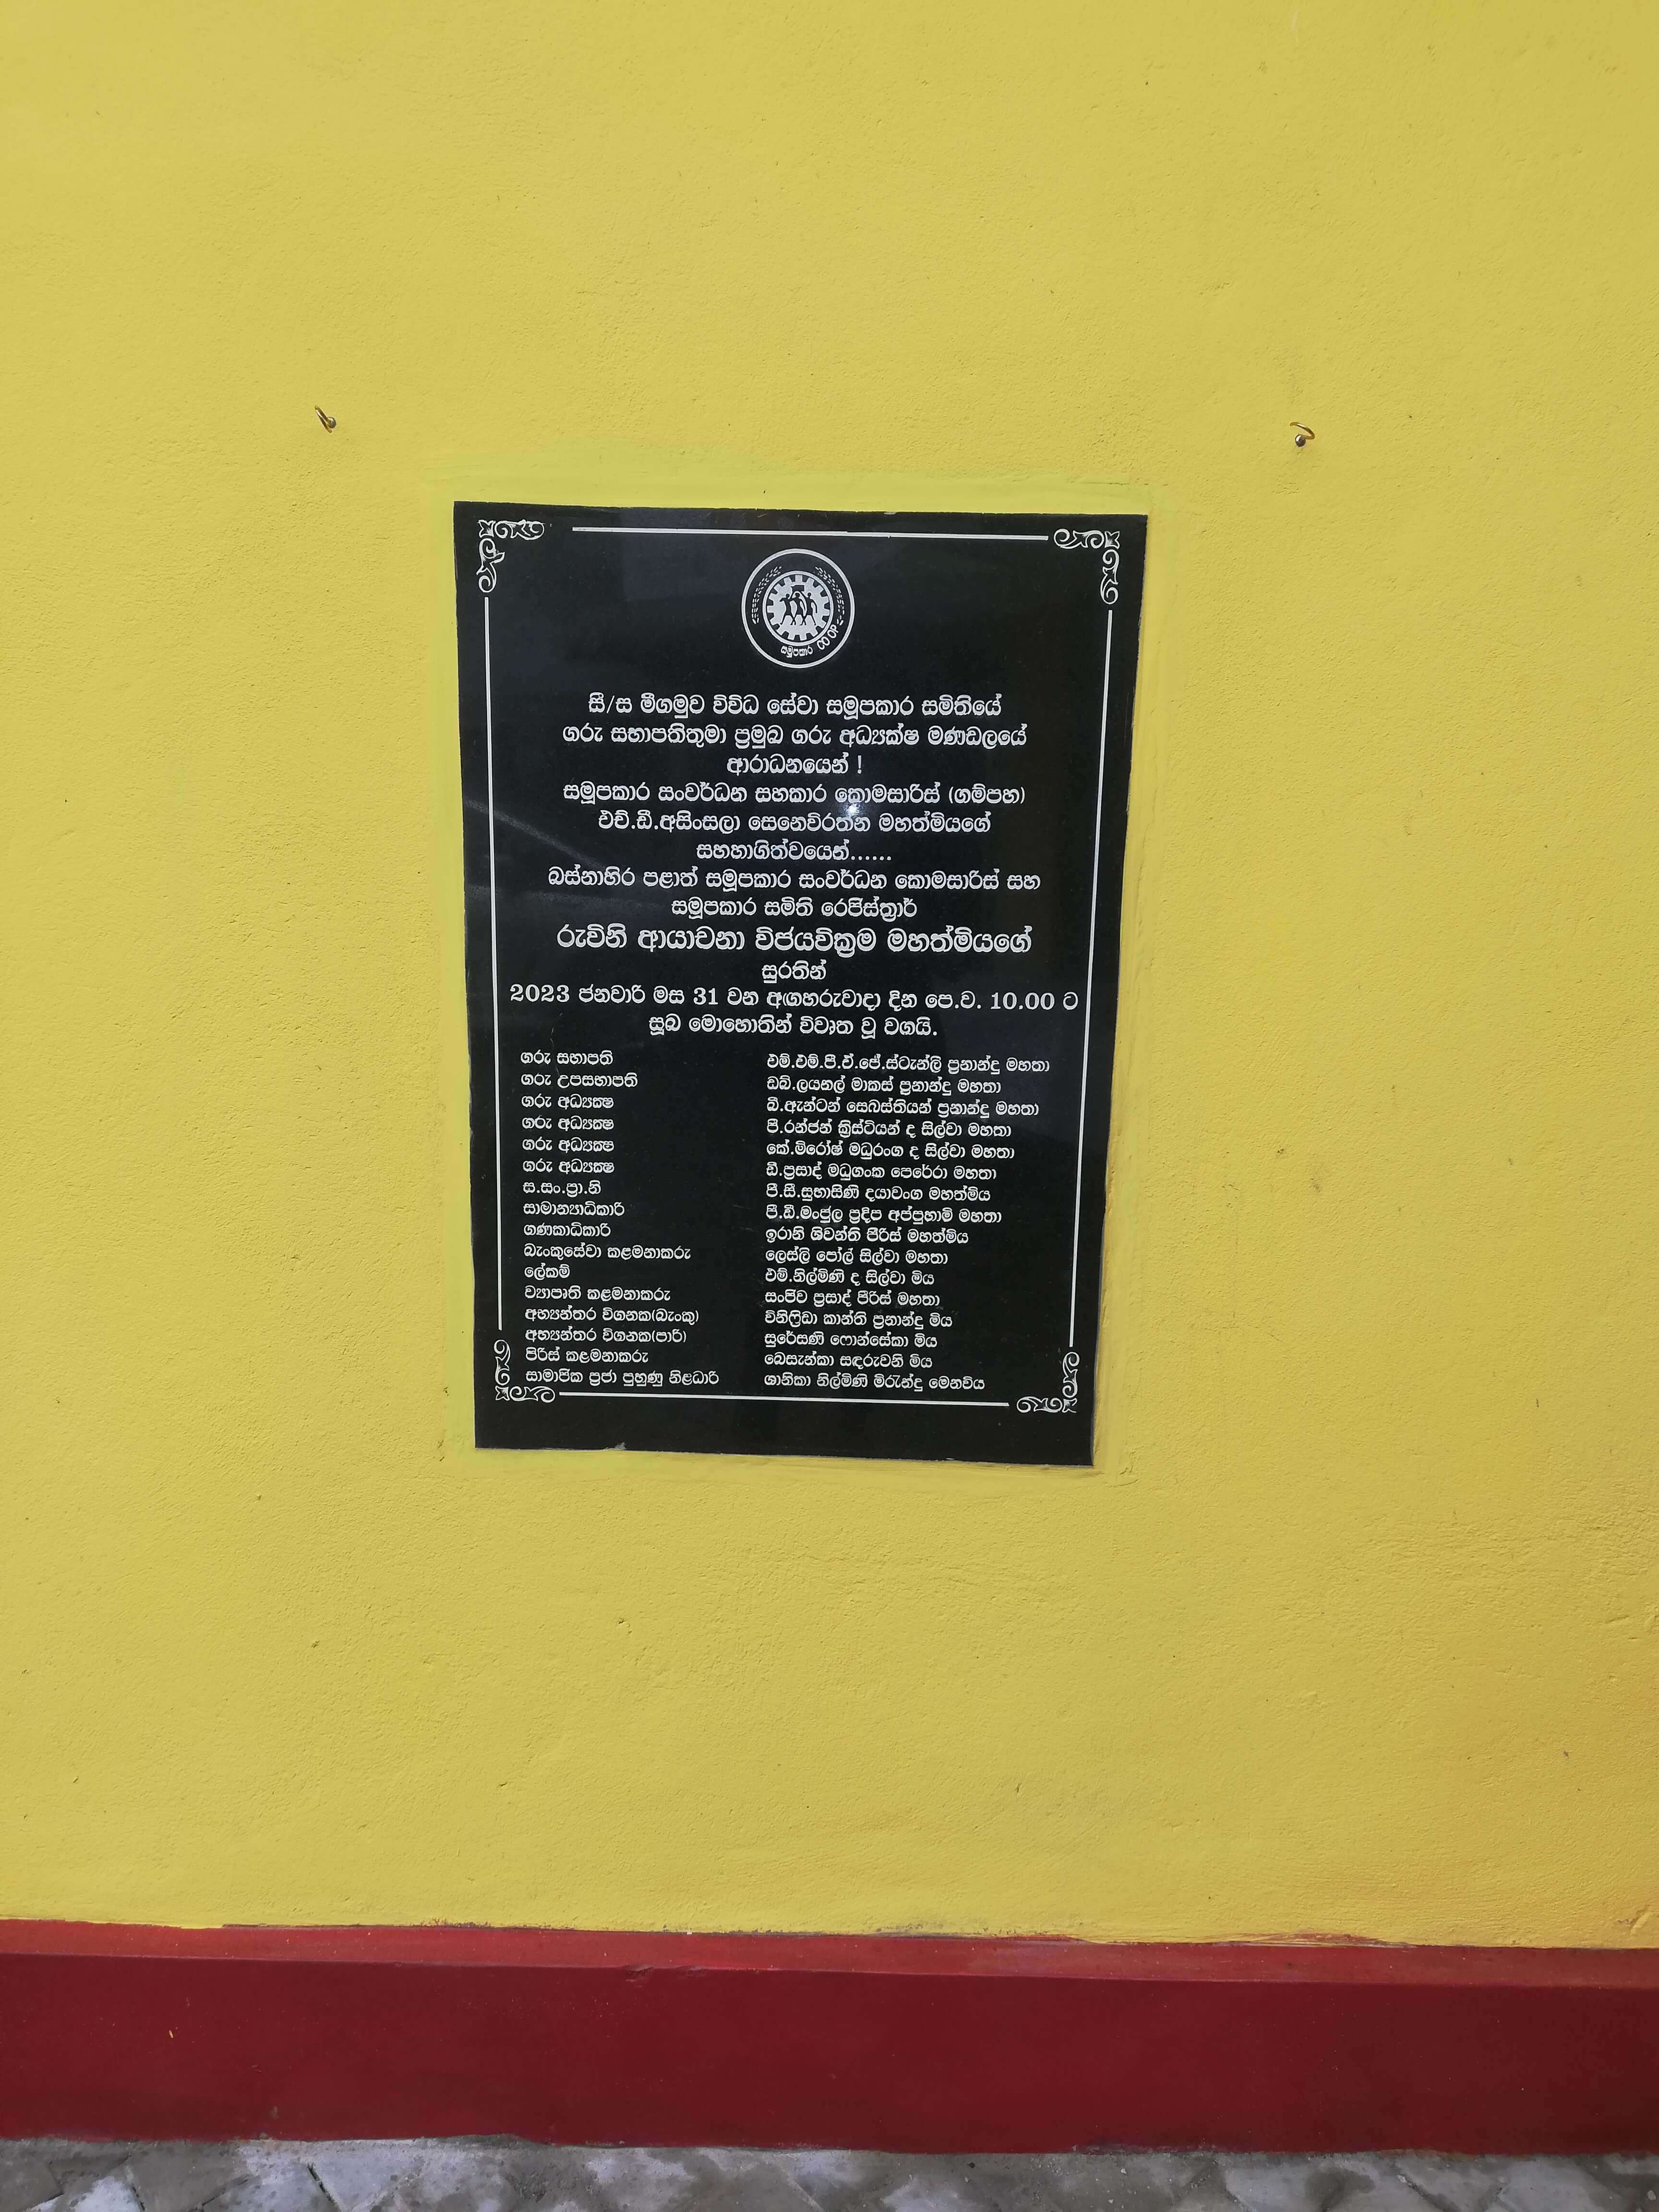 සමූපකාර CO OP
සී/ස මීගමුව විවිධ සේවා සමූපකාර සමිතියේ
ගරු සභාපතිතුමා ප්‍රමුඛ ගරු අධ්‍යක්ෂ මණඩලයේ
ආරාධනයෙන් !
සමූපකාර සංවර්ධන සහකාර කොමසාරිස් (ගම්පහ)
එච්.ඩී.අසිංසලා සෙනෙවිරත්න මහත්මියගේ
සහභාගිත්වයෙන්......
බස්නාහිර පළාත් සමූපකාර සංවර්ධන කොමසාරිස් සහ
සමූපකාර සමිති රෙජිස්ත්‍රාර්
රුවිනි ආයාචනා විජයවික්‍රම මහත්මියගේ
සුරතින්
2023 ජනවාරි මස 31 වන අඟහරුවාදා දින පෙ.ව. 10.00 ට
සුබ මොහොතින් විවෘත වූ වගයි.
ගරු සභාපති එම්.එම්.පී.ඒ.ජේ.ස්ටැන්ලි ප්‍රනාන්දු මහතා
ගරු උපසභාපති ඩබ්.ලයනල් මාකස් ප්‍රනාන්දු මහතා
ගරු අධ්‍යක්‍ෂ බී.ඇන්ටන් සෙබස්තියන් ප්‍රනාන්දු මහතා
ගරු අධ්‍යක්‍ෂ පී.රන්ජන් ක්‍රිස්ටියන් ද සිල්වා මහතා
ගරු අධ්‍යක්‍ෂ කේ.මිරෝෂ් මධුරංග ද සිල්වා මහතා
ගරු අධ්‍යක්‍ෂ ඩී.ප්‍රසාද් මධුගංක පෙරේරා මහතා
ස.සං.ප්‍රා.නි පී.සී.සුභාසිණි දයාවංග මහත්මිය
සාමාන්‍යාධිකාරි පී.ඩී.මංජුල ප්‍රදීප අප්පුහාමි මහතා
ගණකාධිකාරි ඉරානි ශිවන්ති පීරිස් මහත්මිය
බැංකුසේවා කළමනාකරු ලෙස්ලි පෝල් සිල්වා මහතා
ලේකම් එම්.නිල්මිණි ද සිල්වා මිය
ව්‍යාපෘති කළමනාකරු සංජීව ප්‍රසාද් පීරිස් මහතා
අභ්‍යන්තර විගනක(බැංකු) විනිෆ්‍රිඩා කාන්ති ප්‍රනාන්දු මිය
අභ්‍යන්තර විගනක(පාරි) සුරේසණි ෆොන්සේකා මිය
පිරිස් කළමනාකරු බෙසැන්කා සඳරුවනි මිය
සාමාජික ප්‍රජා පුහුණු නිළධාරි ශානිකා නිල්මිණි මිරැන්දු මෙනවිය